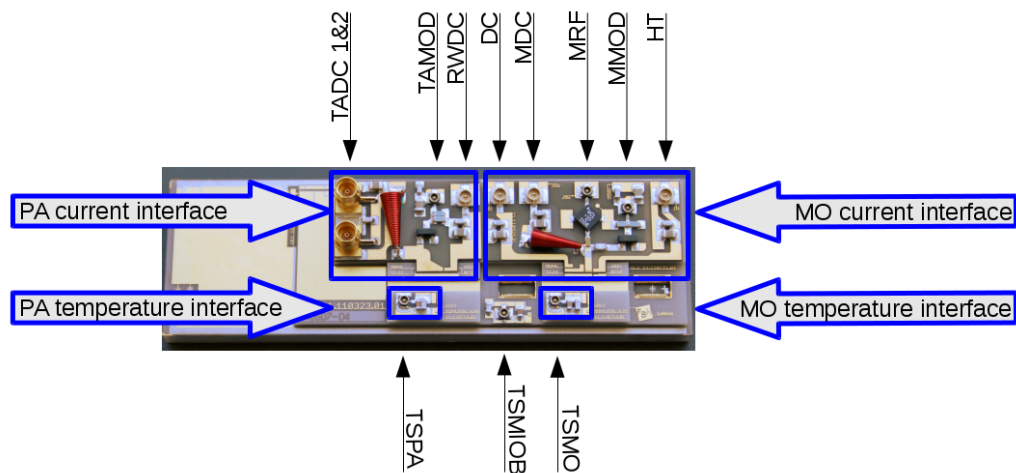 TADC 1&2
TAMOD
RWDC
DC
MDC
MRF
MMOD
HT
PA current interface
MO current interface
PA temperature interface
MO temperature interface
TSPA
TSMIOB
TSMO